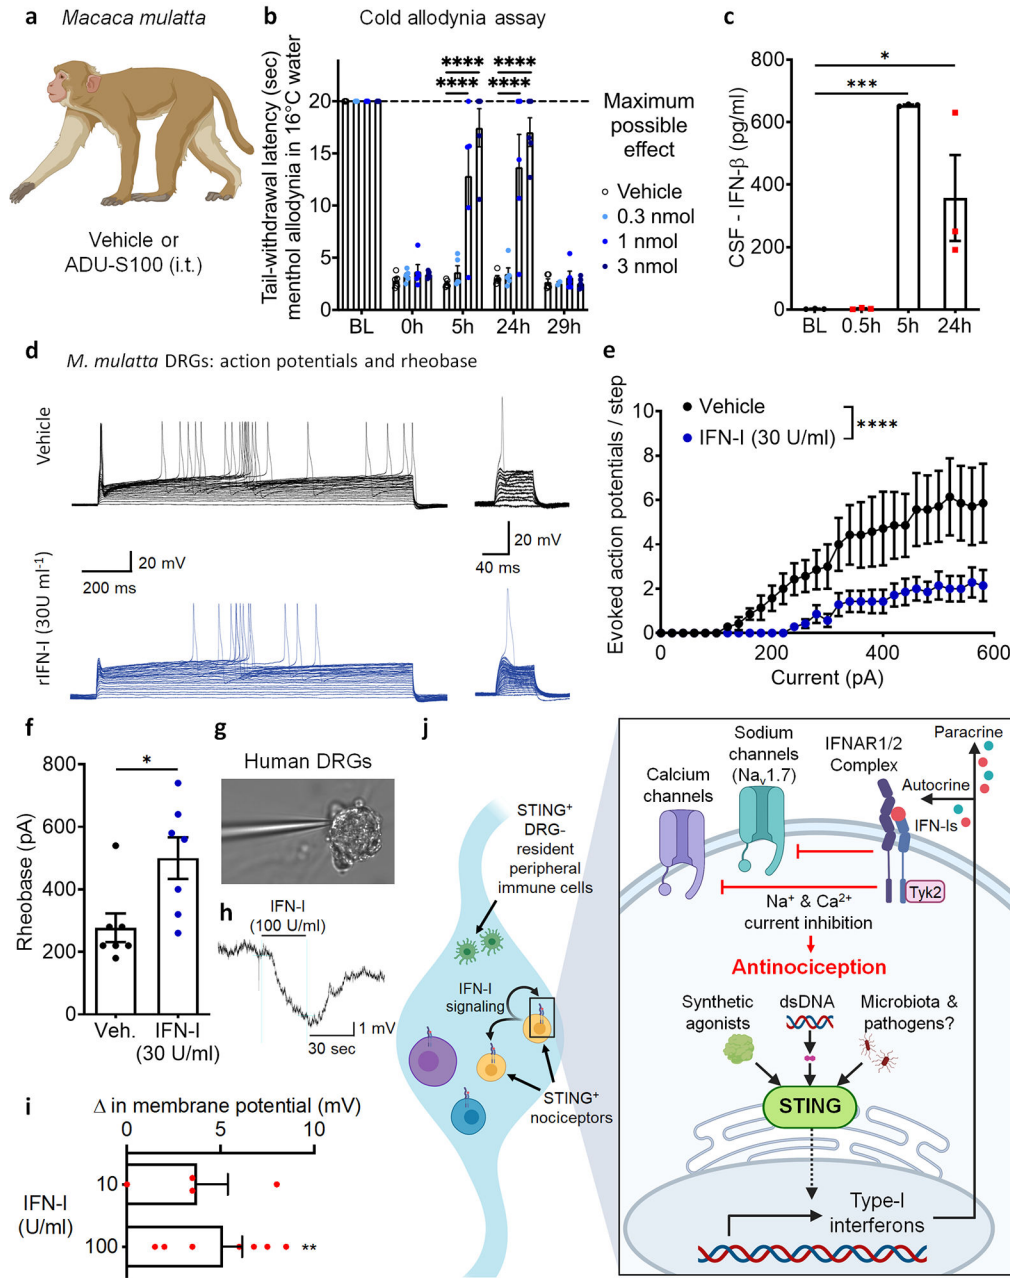 a
Macaca mulatta
Vehicle or
ADU-S100 (i.t.)
b
Cold allodynia assay
Tail-withdrawal latency (sec)
menthol allodynia in 16°C water
**** ****
**** ****
20
15
10
5
0
BL 0h 5h 24h 29h
Maximum
possible
effect
Vehicle
0.3 nmol
1 nmol
3 nmol
c
CSF - IFN-β (pg/ml)
800
600
400
200
0
*
***
BL 0.5h 5h 24h
d
M. mulatta DRGs: action potentials and rheobase
Vehicle
20 mV
200 ms
20 mV
40 ms
rIFN-I (30U ml⁻¹)
e
Evoked action potentials / step
10
8
6
4
2
0
Vehicle
IFN-I (30 U/ml)
****
0 200 400 600
Current (pA)
f
Rheobase (pA)
800
600
400
200
0
*
Veh. IFN-I
(30 U/ml)
g
Human DRGs
h
IFN-I
(100 U/ml)
1 mV
30 sec
i
Δ in membrane potential (mV)
0 5 10
IFN-I
(U/ml)
10
100
**
j
STING⁺
DRG-
resident
peripheral
immune cells
IFN-I
signaling
STING⁺
nociceptors
Calcium
channels
Sodium
channels
(Naᵥ1.7)
IFNAR1/2
Complex
Paracrine
Autocrine
IFN-Is
Tyk2
Na⁺ & Ca²⁺
current inhibition
Antinociception
Synthetic
agonists
dsDNA
Microbiota &
pathogens?
STING
Type-I
interferons